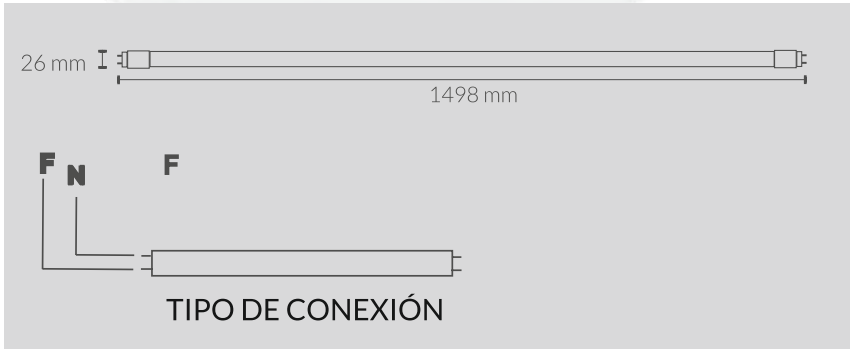 26 mm
1498 mm
F
N
F
TIPO DE CONEXIÓN